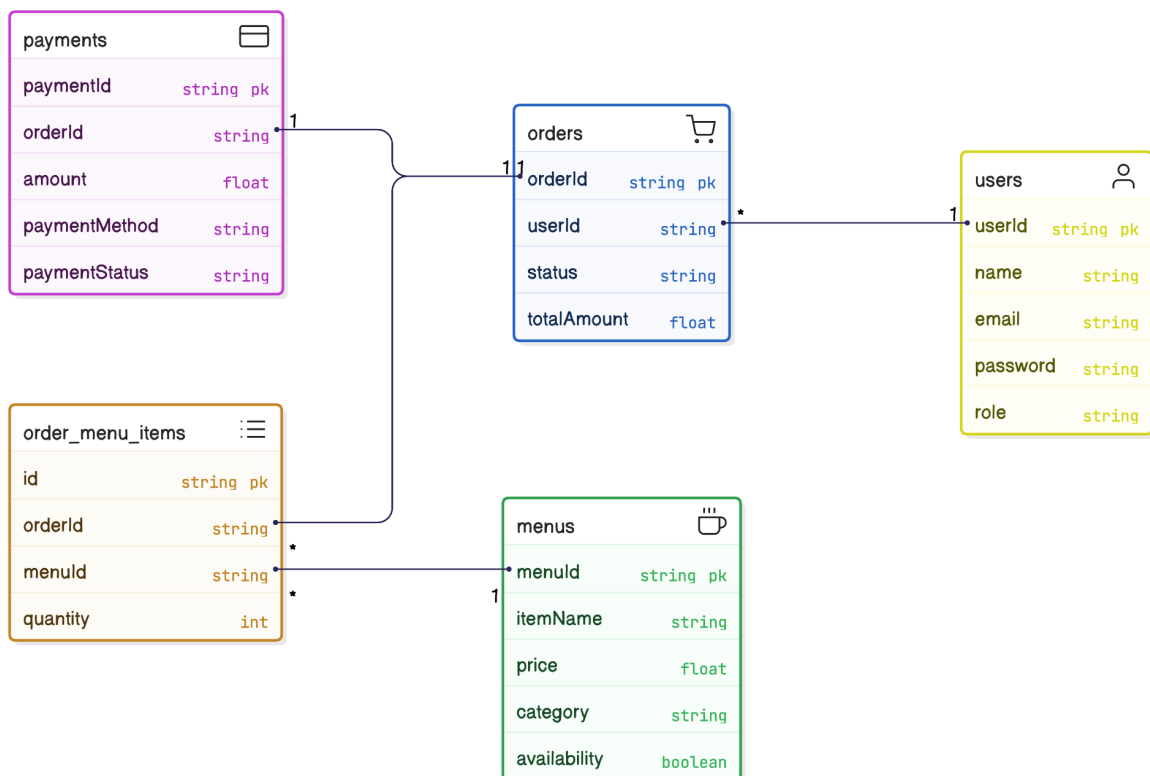 payments
paymentId string pk
orderId string
amount float
paymentMethod string
paymentStatus string
1
1 1
orders
orderId string pk
userId string
status string
totalAmount float
*
1
users
userId string pk
name string
email string
password string
role string
order_menu_items
id string pk
orderId string
menuId string
quantity int
*
*
1
menus
menuId string pk
itemName string
price float
category string
availability boolean